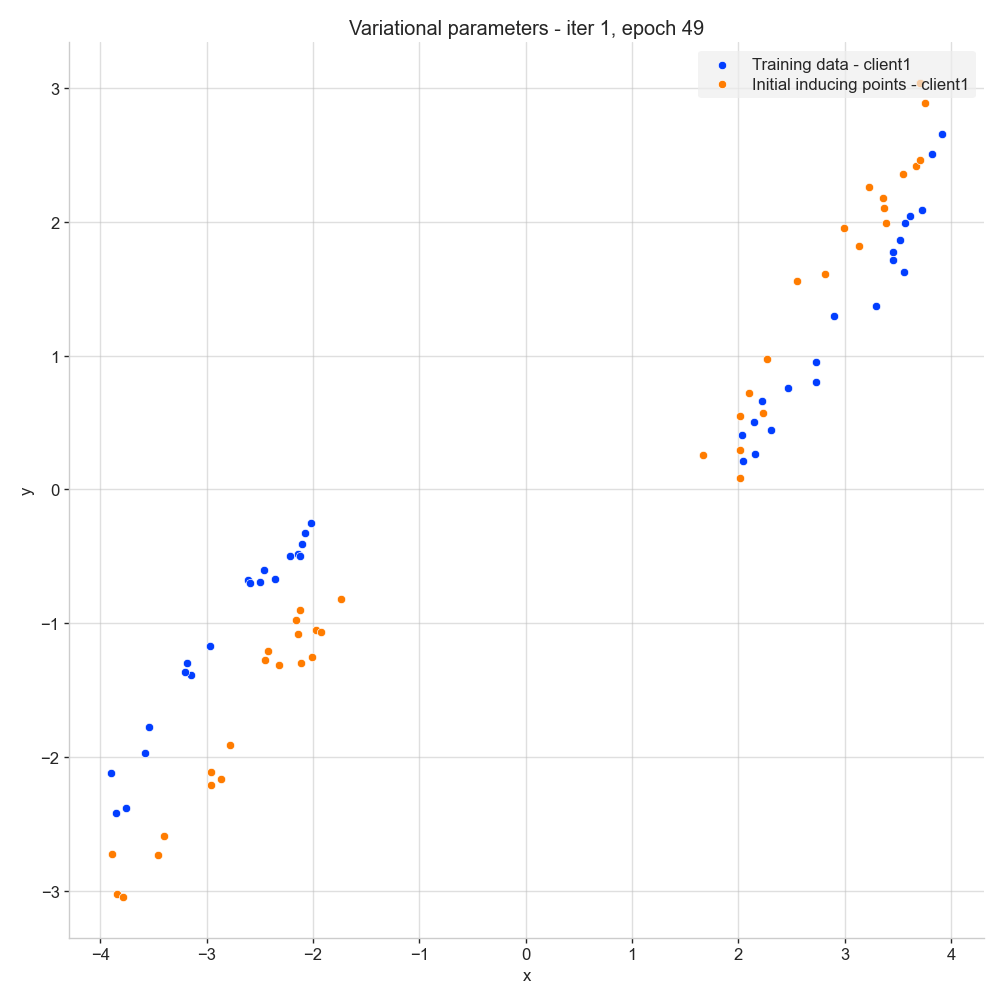 Variational parameters - iter 1, epoch 49
Training data - client1
Initial inducing points - client1
3
2
1
0
−1
−2
−3
y
−4 −3 −2 −1 0 1 2 3 4
x